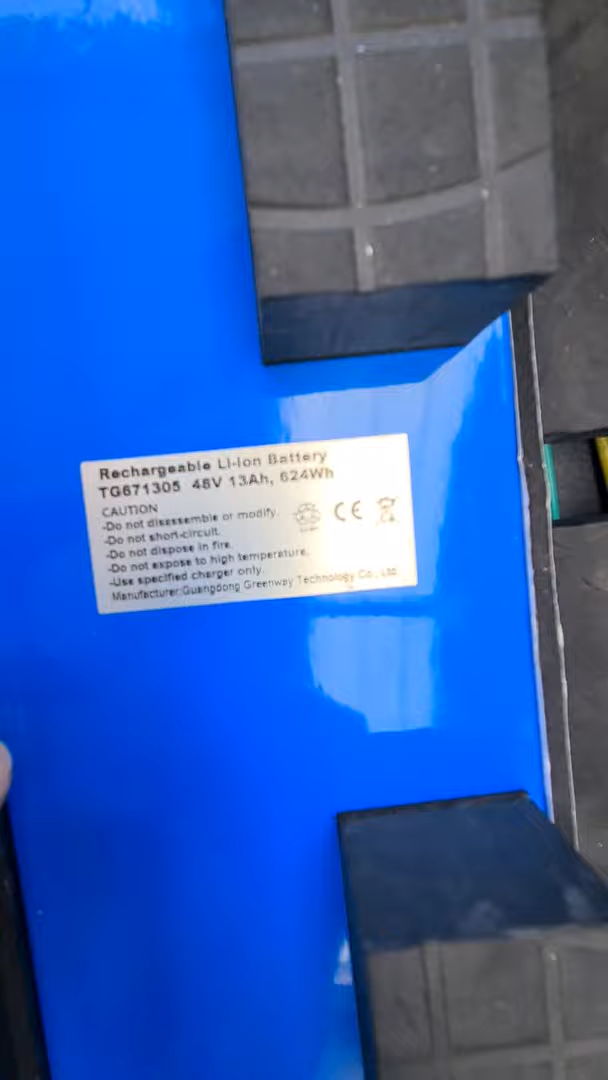 Rechargeable Li-ion Battery
TG671305 48V 13Ah, 624Wh
CAUTION
-Do not disassemble or modify.
-Do not short-circuit.
-Do not dispose in fire.
-Do not expose to high temperature.
-Use specified charger only.
Manufacturer:Guangdong Greenway Technology Co., Ltd.
CE